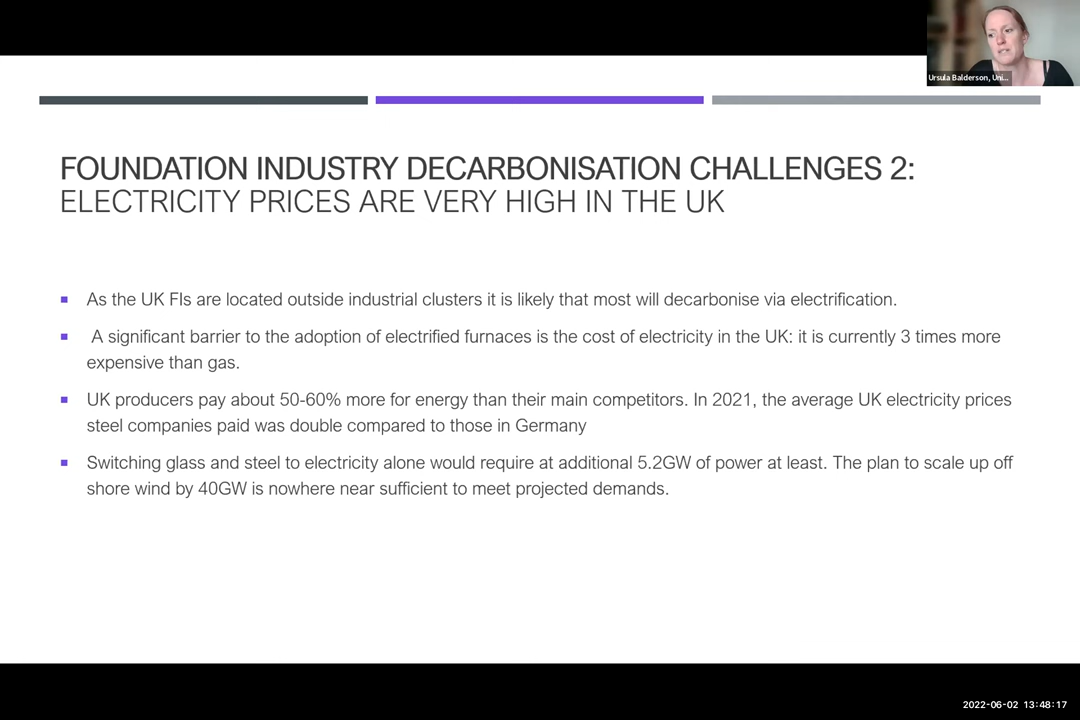 Ursula Balderson, Uni...
FOUNDATION INDUSTRY DECARBONISATION CHALLENGES 2:
ELECTRICITY PRICES ARE VERY HIGH IN THE UK
As the UK FIs are located outside industrial clusters it is likely that most will decarbonise via electrification.
A significant barrier to the adoption of electrified furnaces is the cost of electricity in the UK: it is currently 3 times more
expensive than gas.
UK producers pay about 50-60% more for energy than their main competitors. In 2021, the average UK electricity prices
steel companies paid was double compared to those in Germany
Switching glass and steel to electricity alone would require at additional 5.2GW of power at least. The plan to scale up off
shore wind by 40GW is nowhere near sufficient to meet projected demands.
2022-06-02 13:48:17